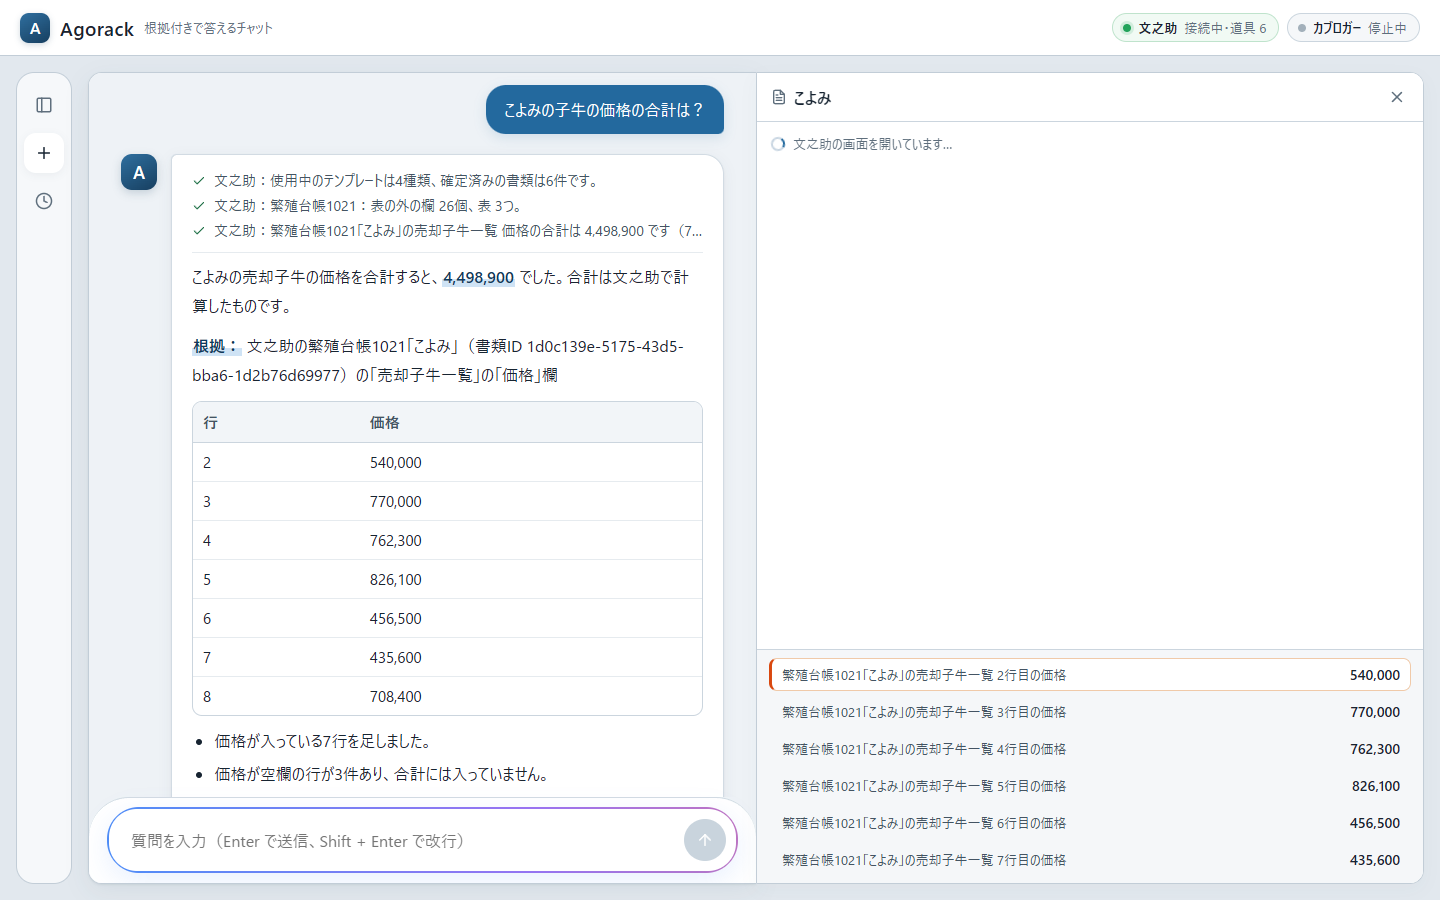 A Agorack 根拠付きで答えるチャット
文之助 接続中・道具 6
カブロガー 停止中
こよみの子牛の価格の合計は？
A
文之助：使用中のテンプレートは4種類、確定済みの書類は6件です。
文之助：繁殖台帳1021：表の外の欄 26個、表 3つ。
文之助：繁殖台帳1021「こよみ」の売却子牛一覧 価格の合計は 4,498,900 です（7...
こよみの売却子牛の価格を合計すると、4,498,900 でした。合計は文之助で計
算したものです。
根拠： 文之助の繁殖台帳1021「こよみ」（書類ID 1d0c139e-5175-43d5-
bba6-1d2b76d69977）の「売却子牛一覧」の「価格」欄
行 価格
2 540,000
3 770,000
4 762,300
5 826,100
6 456,500
7 435,600
8 708,400
価格が入っている7行を足しました。
価格が空欄の行が3件あり、合計には入っていません。
質問を入力（Enter で送信、Shift + Enter で改行）
こよみ
文之助の画面を開いています...
繁殖台帳1021「こよみ」の売却子牛一覧 2行目の価格 540,000
繁殖台帳1021「こよみ」の売却子牛一覧 3行目の価格 770,000
繁殖台帳1021「こよみ」の売却子牛一覧 4行目の価格 762,300
繁殖台帳1021「こよみ」の売却子牛一覧 5行目の価格 826,100
繁殖台帳1021「こよみ」の売却子牛一覧 6行目の価格 456,500
繁殖台帳1021「こよみ」の売却子牛一覧 7行目の価格 435,600